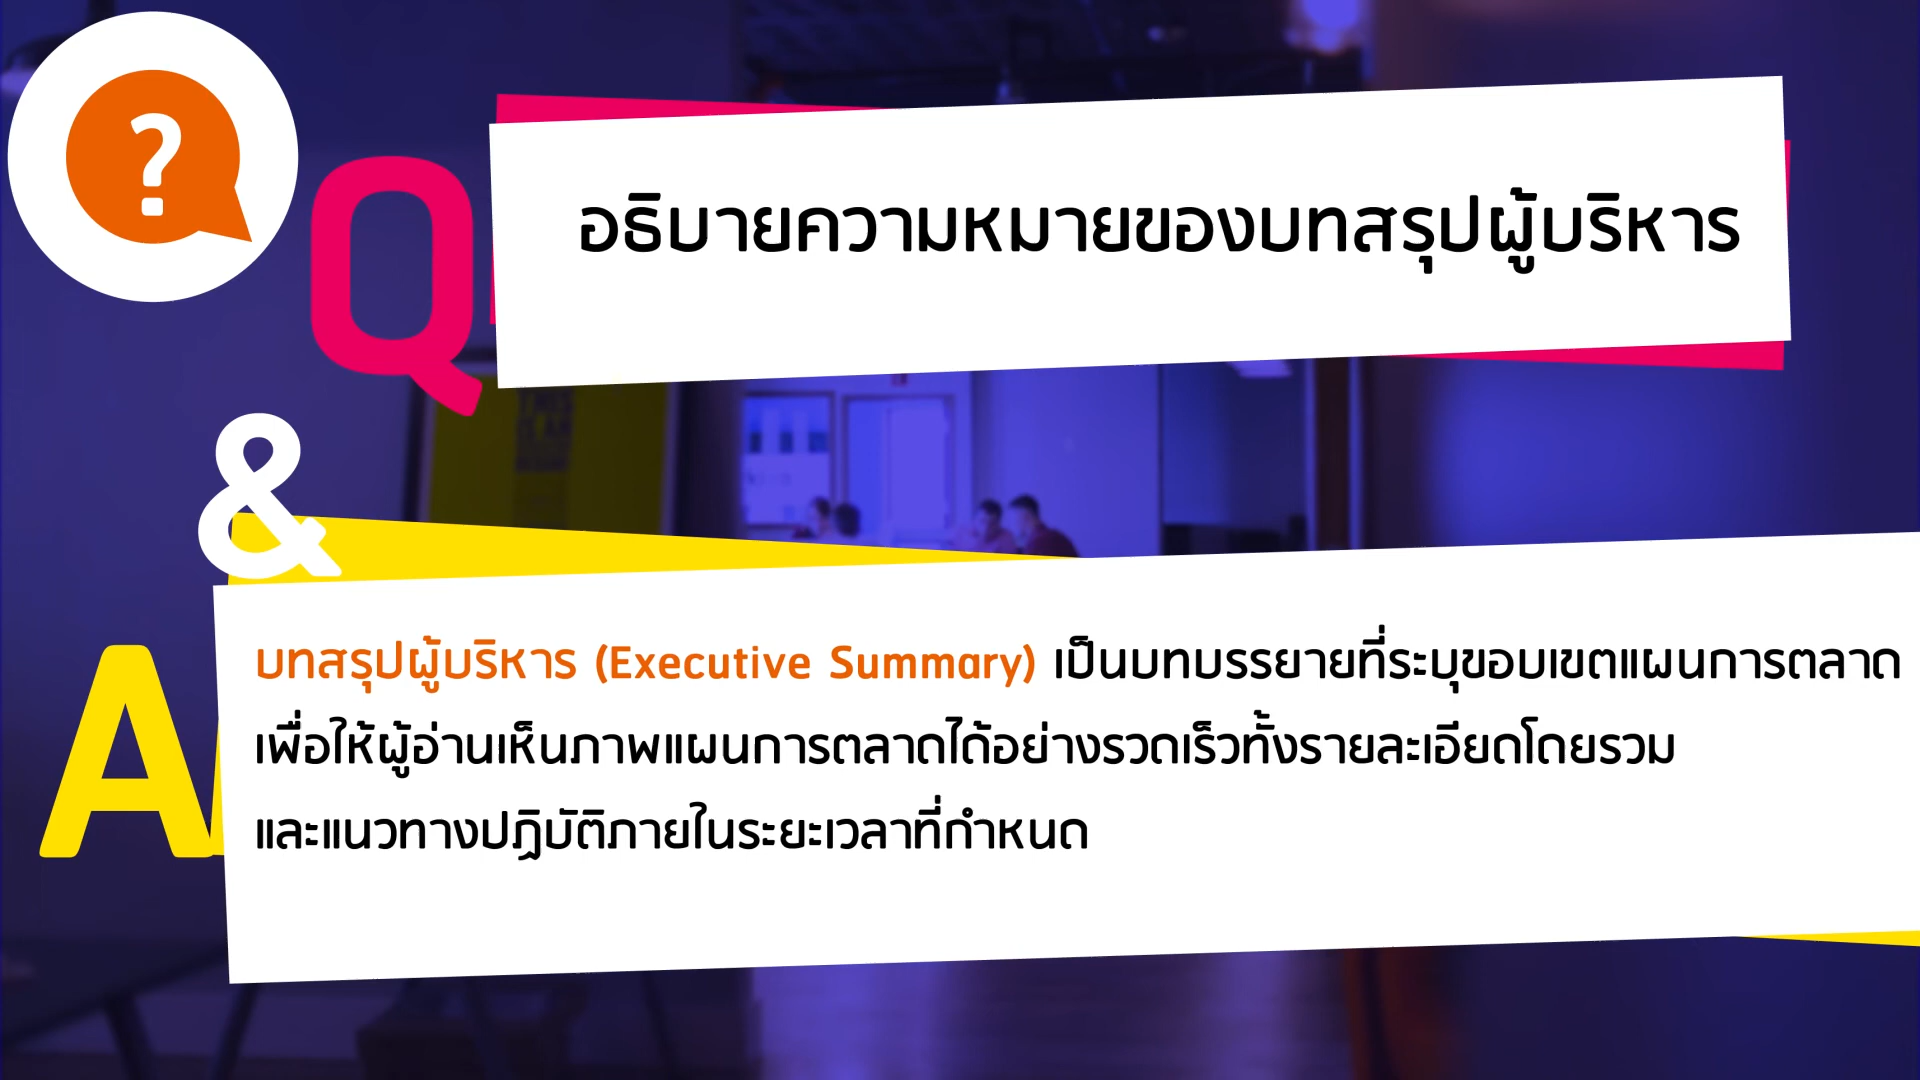 ?
Q
อธิบายความหมายของบทสรุปผู้บริหาร
&
A
บทสรุปผู้บริหาร (Executive Summary) เป็นบทบรรยายที่ระบุขอบเขตแผนการตลาด
เพื่อให้ผู้อ่านเห็นภาพแผนการตลาดได้อย่างรวดเร็วทั้งรายละเอียดโดยรวม
และแนวทางปฏิบัติภายในระยะเวลาที่กำหนด